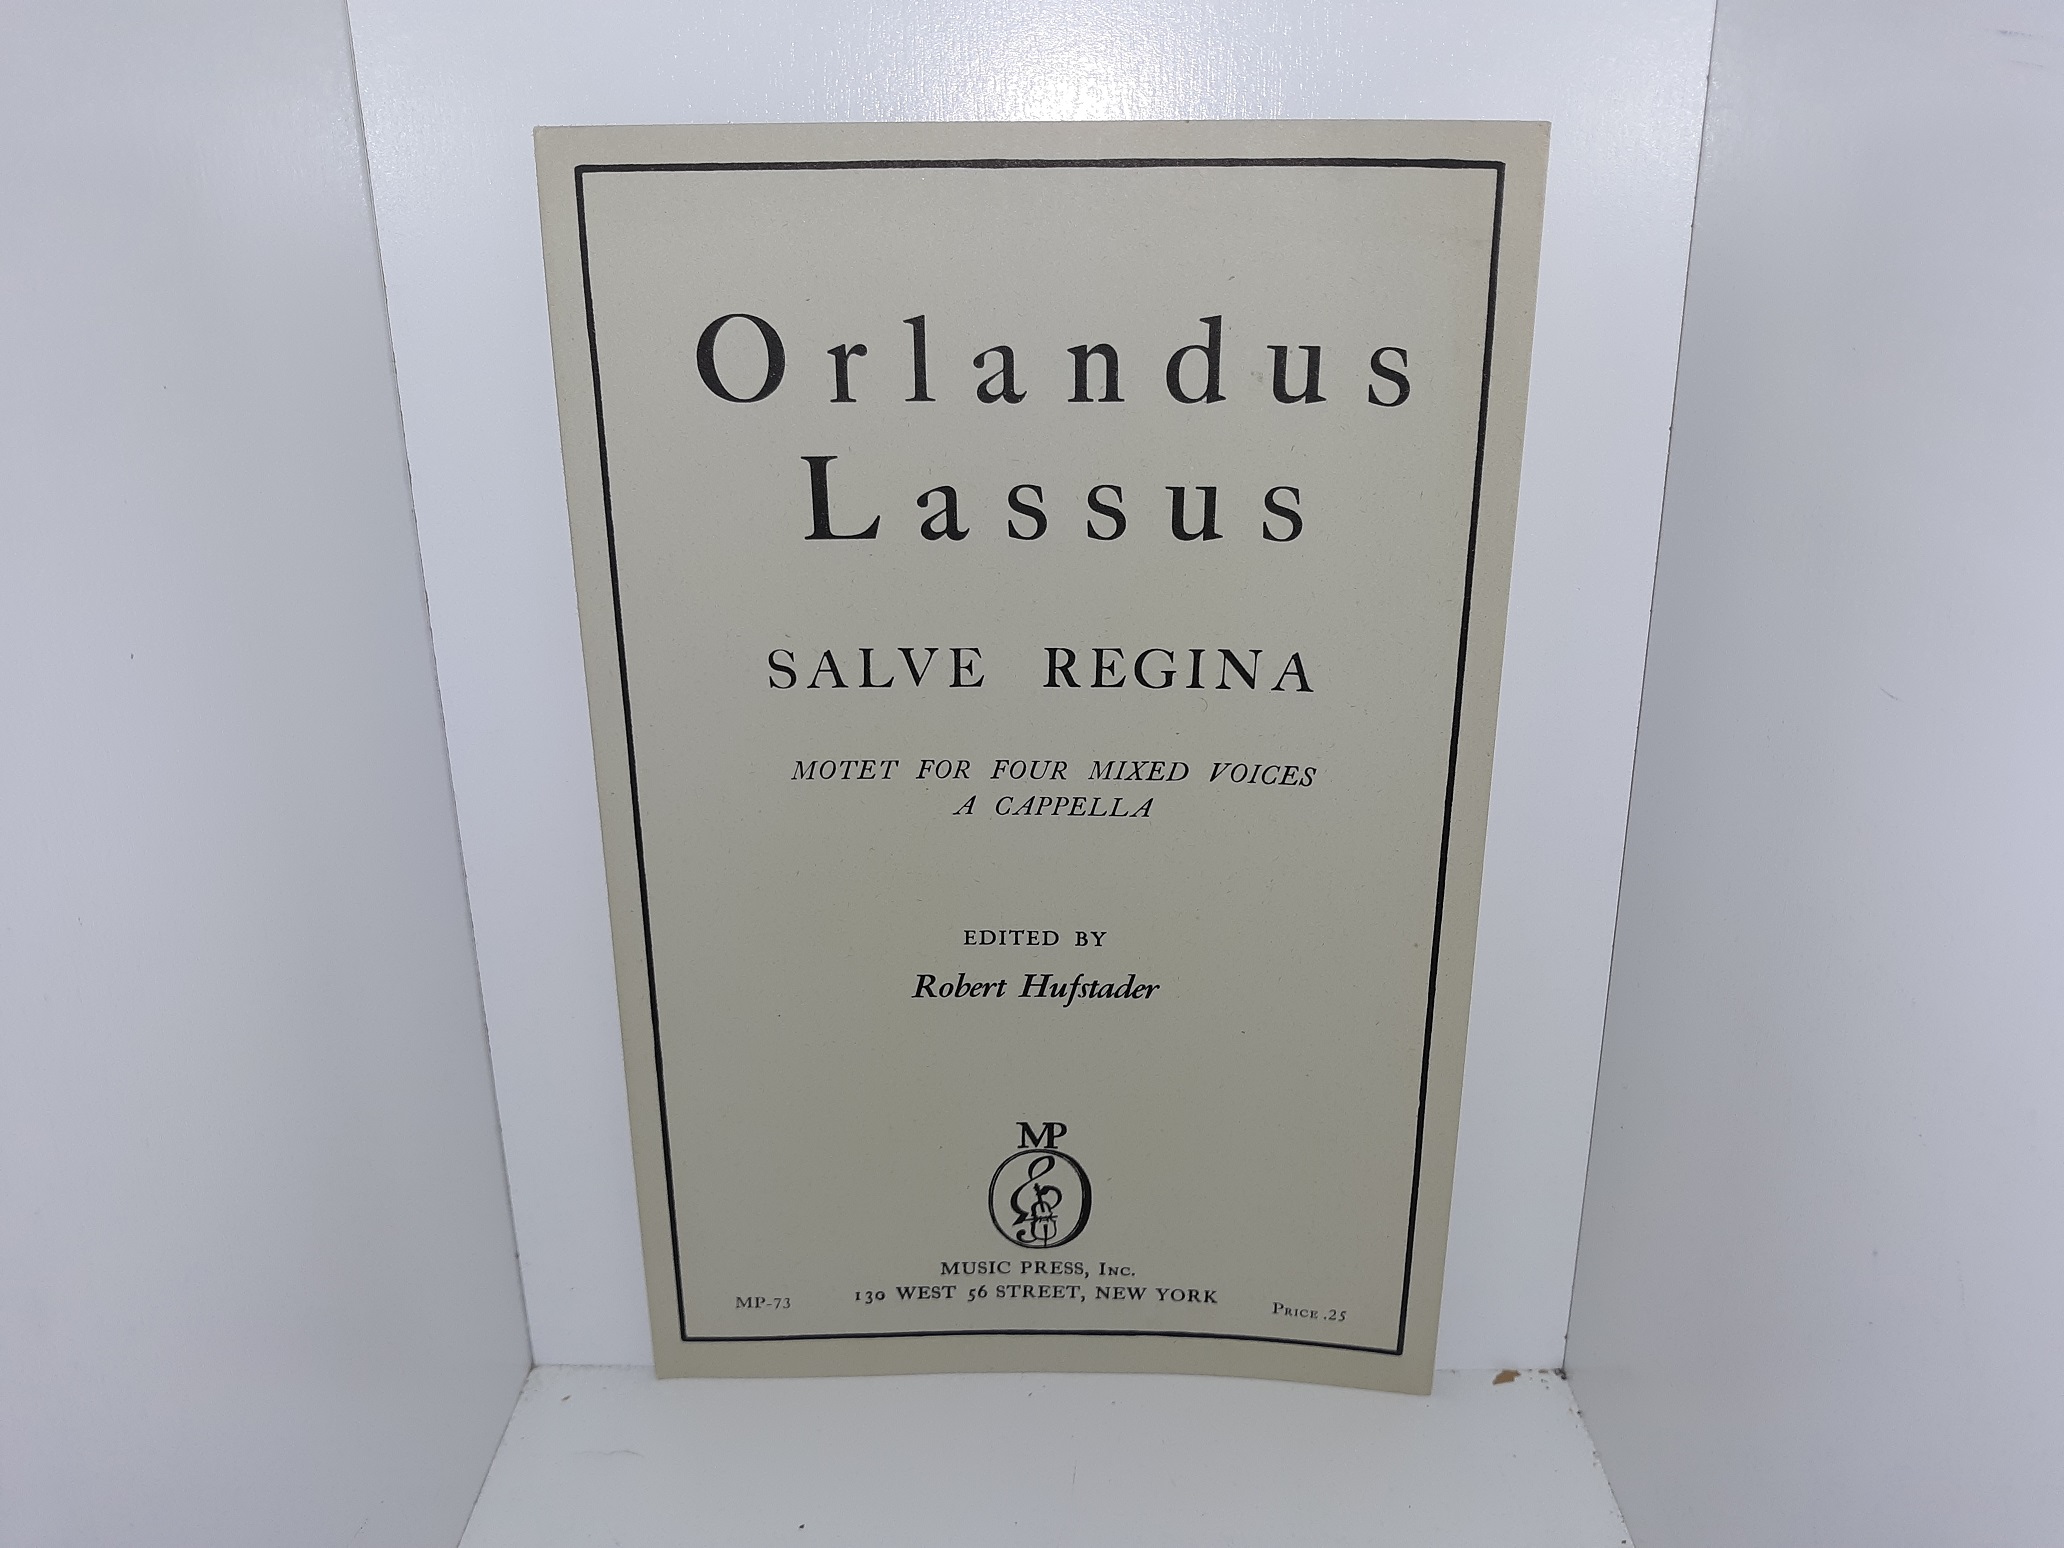 Orlandus
Lassus
SALVE REGINA
MOTET FOR FOUR MIXED VOICES
A CAPPELLA
EDITED BY
Robert Hufstader
MP
MUSIC PRESS, INC.
130 WEST 56 STREET, NEW YORK
MP-73
PRICE .25